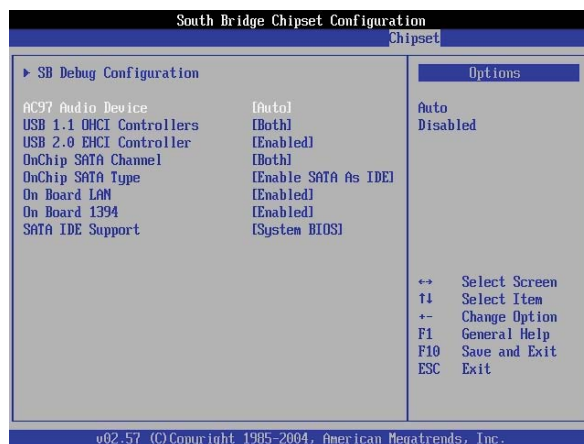 South Bridge Chipset Configuration
Chipset
▶ SB Debug Configuration
AC97 Audio Device [Auto]
USB 1.1 OHCI Controllers [Both]
USB 2.0 EHCI Controller [Enabled]
OnChip SATA Channel [Both]
OnChip SATA Type [Enable SATA As IDE]
On Board LAN [Enabled]
On Board 1394 [Enabled]
SATA IDE Support [System BIOS]
Options
Auto
Disabled
↔ Select Screen
↑↓ Select Item
+- Change Option
F1 General Help
F10 Save and Exit
ESC Exit
v02.57 (C)Copyright 1985-2004, American Megatrends, Inc.